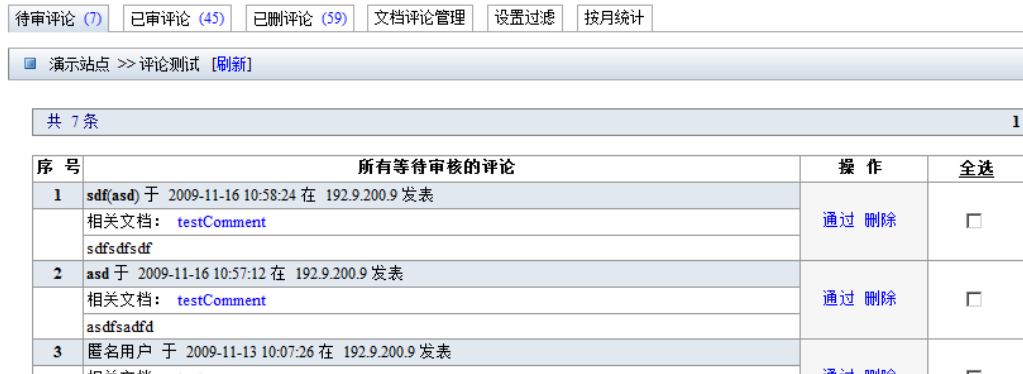 待审评论 (7) 已审评论 (45) 已删评论 (59) 文档评论管理 设置过滤 按月统计
演示站点 >> 评论测试 [刷新]
共 7 条 1
序 号 所有等待审核的评论 操 作 全选
1 sdf(asd) 于 2009-11-16 10:58:24 在 192.9.200.9 发表
相关文档： testComment 通过 删除
sdfsdfsdf
2 asd 于 2009-11-16 10:57:12 在 192.9.200.9 发表
相关文档： testComment 通过 删除
asdfsadfd
3 匿名用户 于 2009-11-13 10:07:26 在 192.9.200.9 发表